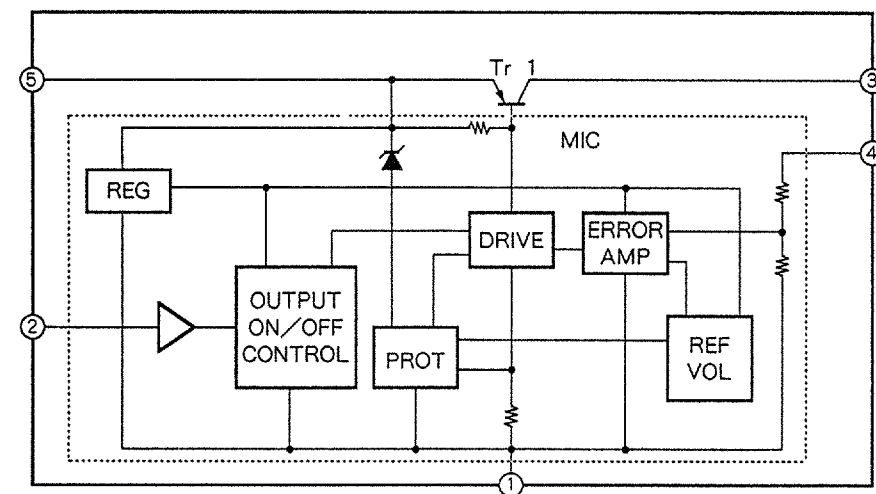 Tr 1
5
3
MIC
4
REG
DRIVE
ERROR
AMP
OUTPUT
ON/OFF
CONTROL
2
PROT
REF
VOL
1